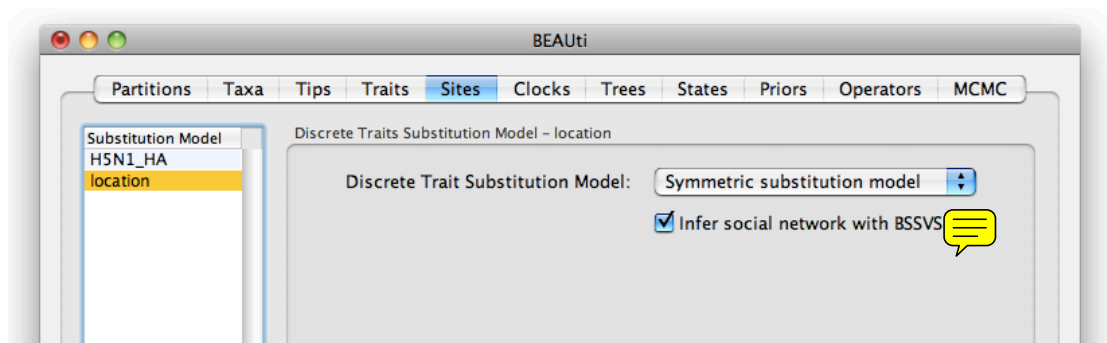 BEAUti
Partitions Taxa Tips Traits Sites Clocks Trees States Priors Operators MCMC
Substitution Model
H5N1_HA
location
Discrete Traits Substitution Model – location
Discrete Trait Substitution Model: Symmetric substitution model
Infer social network with BSSVS